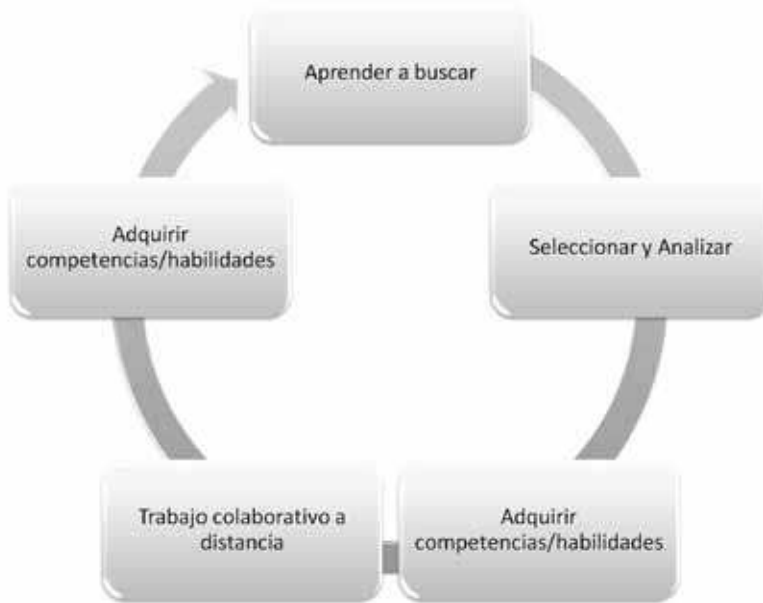 Aprender a buscar
Seleccionar y Analizar
Adquirir
competencias/habilidades
Trabajo colaborativo a
distancia
Adquirir
competencias/habilidades